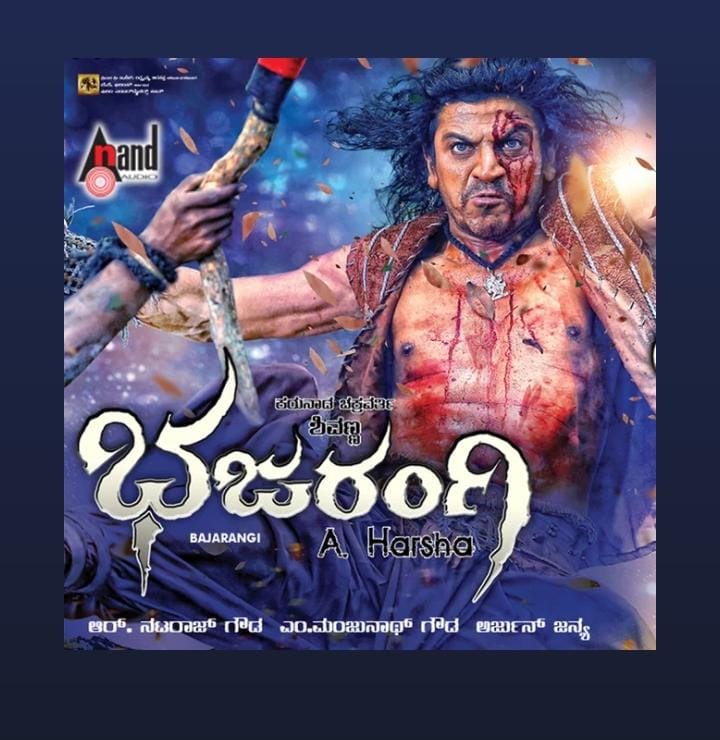 Anand
AUDIO
ಕರುನಾಡ ಚಕ್ರವರ್ತಿ
ಶಿವಣ್ಣ
ಭಜರಂಗಿ
BAJARANGI
A. Harsha
ಆರ್. ನಟರಾಜ್ ಗೌಡ ಎಂ.ಮಂಜುನಾಥ್ ಗೌಡ ಅರ್ಜುನ್ ಜನ್ಯ